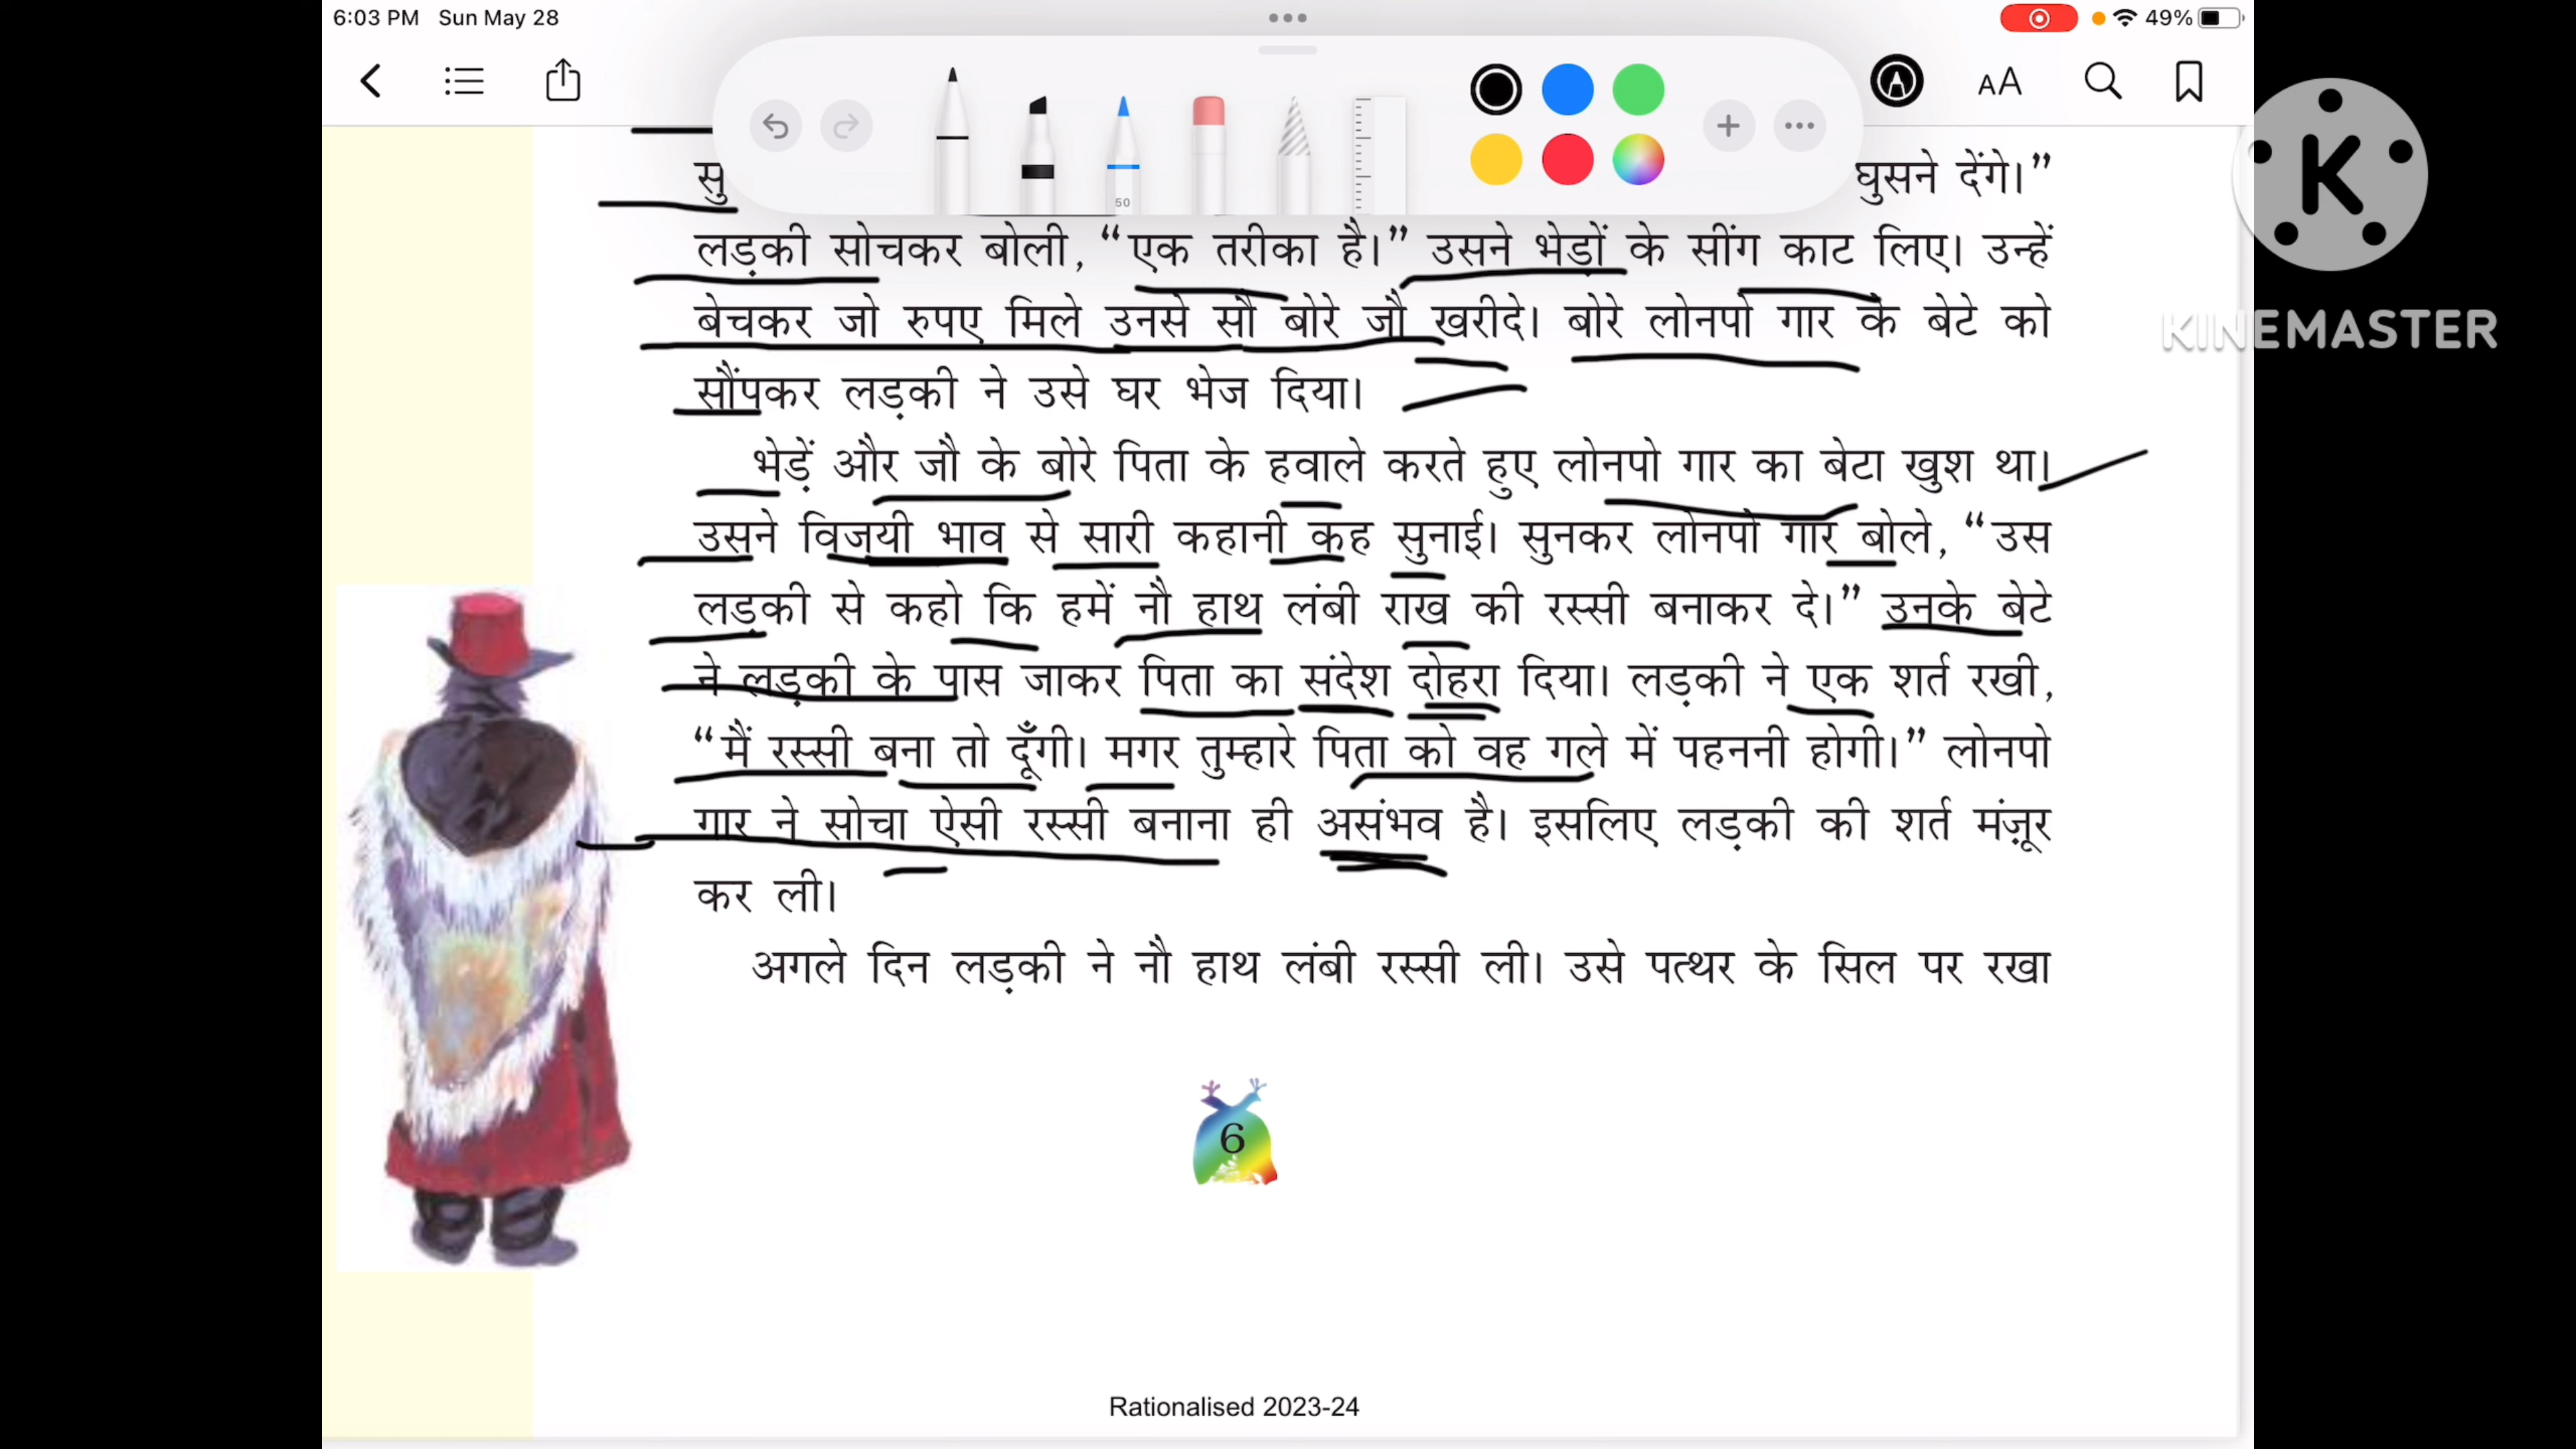 6:03 PM Sun May 28
49%
AA
50
K
KINEMASTER
घुसने देंगे।”
लड़की सोचकर बोली, “एक तरीका है।” उसने भेड़ों के सींग काट लिए। उन्हें
बेचकर जो रुपए मिले उनसे सौ बोरे जौ खरीदे। बोरे लोनपो गार के बेटे को
सौंपकर लड़की ने उसे घर भेज दिया।
भेड़ें और जौ के बोरे पिता के हवाले करते हुए लोनपो गार का बेटा खुश था।
उसने विजयी भाव से सारी कहानी कह सुनाई। सुनकर लोनपो गार बोले, “उस
लड़की से कहो कि हमें नौ हाथ लंबी राख की रस्सी बनाकर दे।” उनके बेटे
ने लड़की के पास जाकर पिता का संदेश दोहरा दिया। लड़की ने एक शर्त रखी,
“मैं रस्सी बना तो दूँगी। मगर तुम्हारे पिता को वह गले में पहननी होगी।” लोनपो
गार ने सोचा ऐसी रस्सी बनाना ही असंभव है। इसलिए लड़की की शर्त मंज़ूर
कर ली।
अगले दिन लड़की ने नौ हाथ लंबी रस्सी ली। उसे पत्थर के सिल पर रखा
6
Rationalised 2023-24